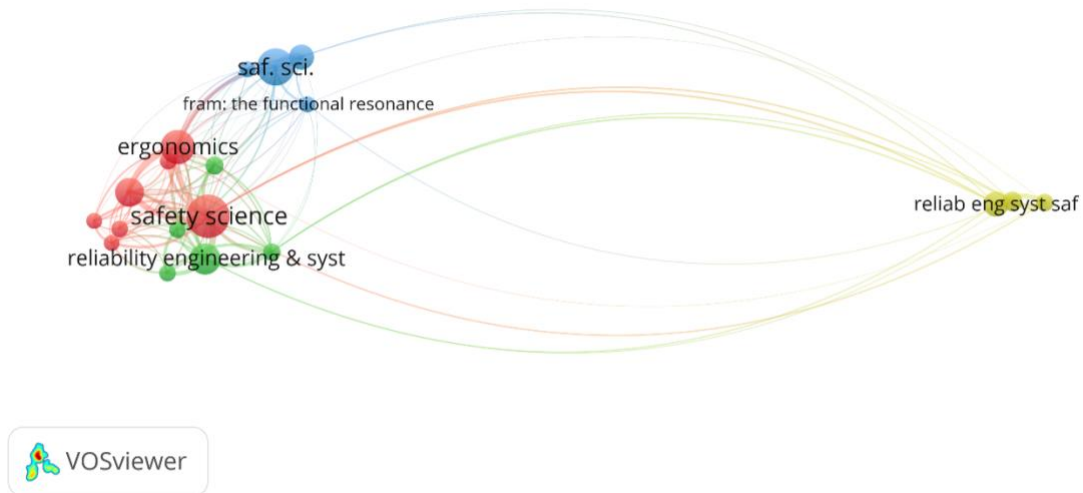 saf. sci.
fram: the functional resonance
ergonomics
safety science
reliab eng syst saf
reliability engineering & syst
VOSviewer